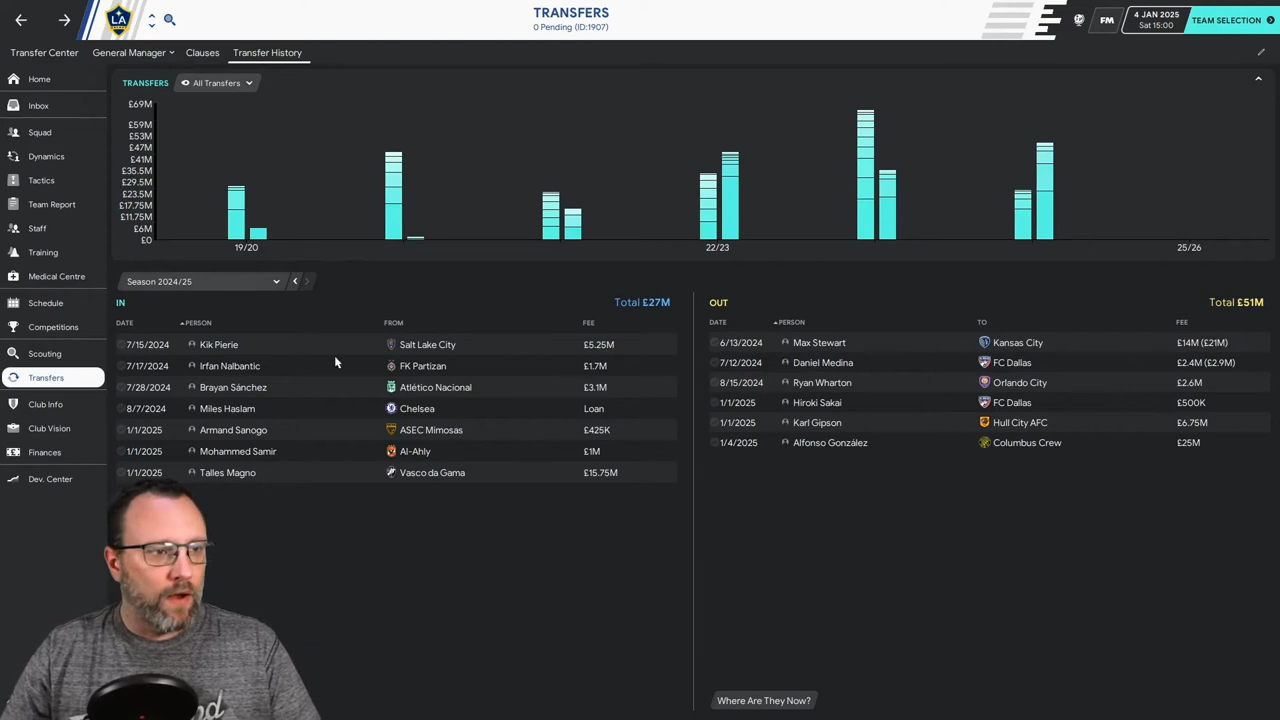 TRANSFERS
0 Pending (ID:1907)
LA
FM
4 JAN 2025
Sat 15:00
TEAM SELECTION
Transfer Center
General Manager
Clauses
Transfer History
Home
Inbox
Squad
Dynamics
Tactics
Team Report
Staff
Training
Medical Centre
Schedule
Competitions
Scouting
Transfers
Club Info
Club Vision
Finances
Dev. Center
TRANSFERS All Transfers
£69M
£59M
£53M
£47M
£41M
£35.5M
£29.5M
£23.5M
£17.75M
£11.75M
£6M
£0
19/20 22/23 25/26
Season 2024/25
IN Total £27M
DATE PERSON FROM FEE
7/15/2024 Kik Pierie Salt Lake City £5.25M
7/17/2024 Irfan Nalbantic FK Partizan £1.7M
7/28/2024 Brayan Sánchez Atlético Nacional £3.1M
8/7/2024 Miles Haslam Chelsea Loan
1/1/2025 Armand Sanogo ASEC Mimosas £425K
1/1/2025 Mohammed Samir Al-Ahly £1M
1/1/2025 Talles Magno Vasco da Gama £15.75M
OUT Total £51M
DATE PERSON TO FEE
6/13/2024 Max Stewart Kansas City £14M (£21M)
7/12/2024 Daniel Medina FC Dallas £2.4M (£2.9M)
8/15/2024 Ryan Wharton Orlando City £2.6M
1/1/2025 Hiroki Sakai FC Dallas £500K
1/1/2025 Karl Gipson Hull City AFC £6.75M
1/4/2025 Alfonso González Columbus Crew £25M
Where Are They Now?